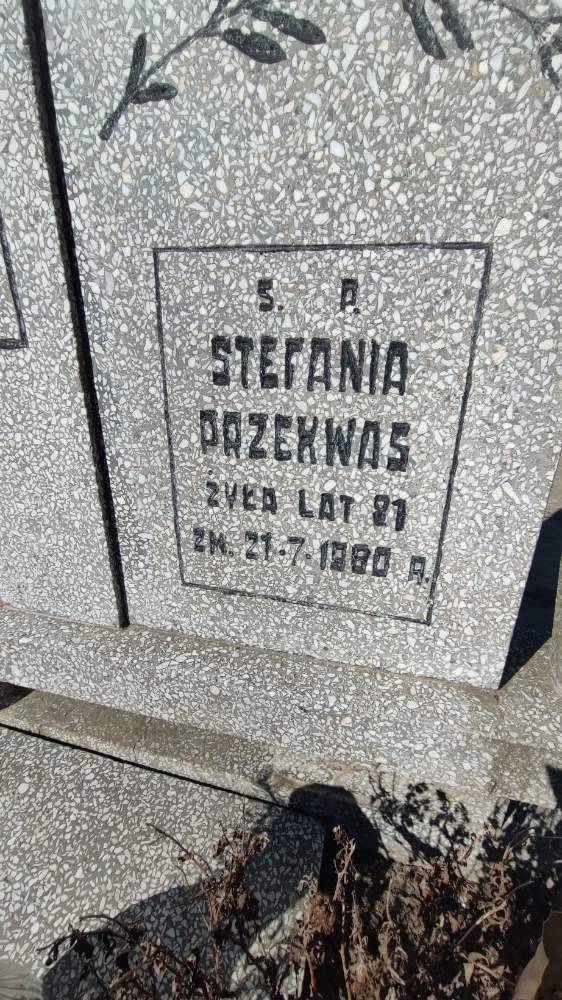 Ś. P.
STEFANIA
PRZEKWAS
ŻYŁA LAT 81
ZM. 21.7.1980 R.